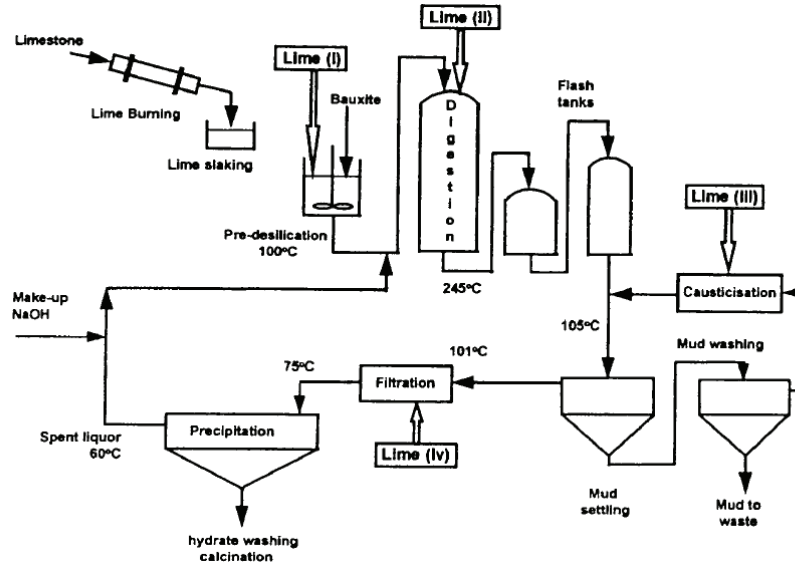 Limestone
Lime Burning
Lime slaking
Lime (i)
Bauxite
Pre-desilication
100°C
Lime (ii)
Digestion
245°C
Flash
tanks
Lime (iii)
Causticisation
105°C
Mud washing
Make-up
NaOH
75°C
Filtration
101°C
Spent liquor
60°C
Precipitation
Lime (iv)
Mud
settling
Mud to
waste
hydrate washing
calcination